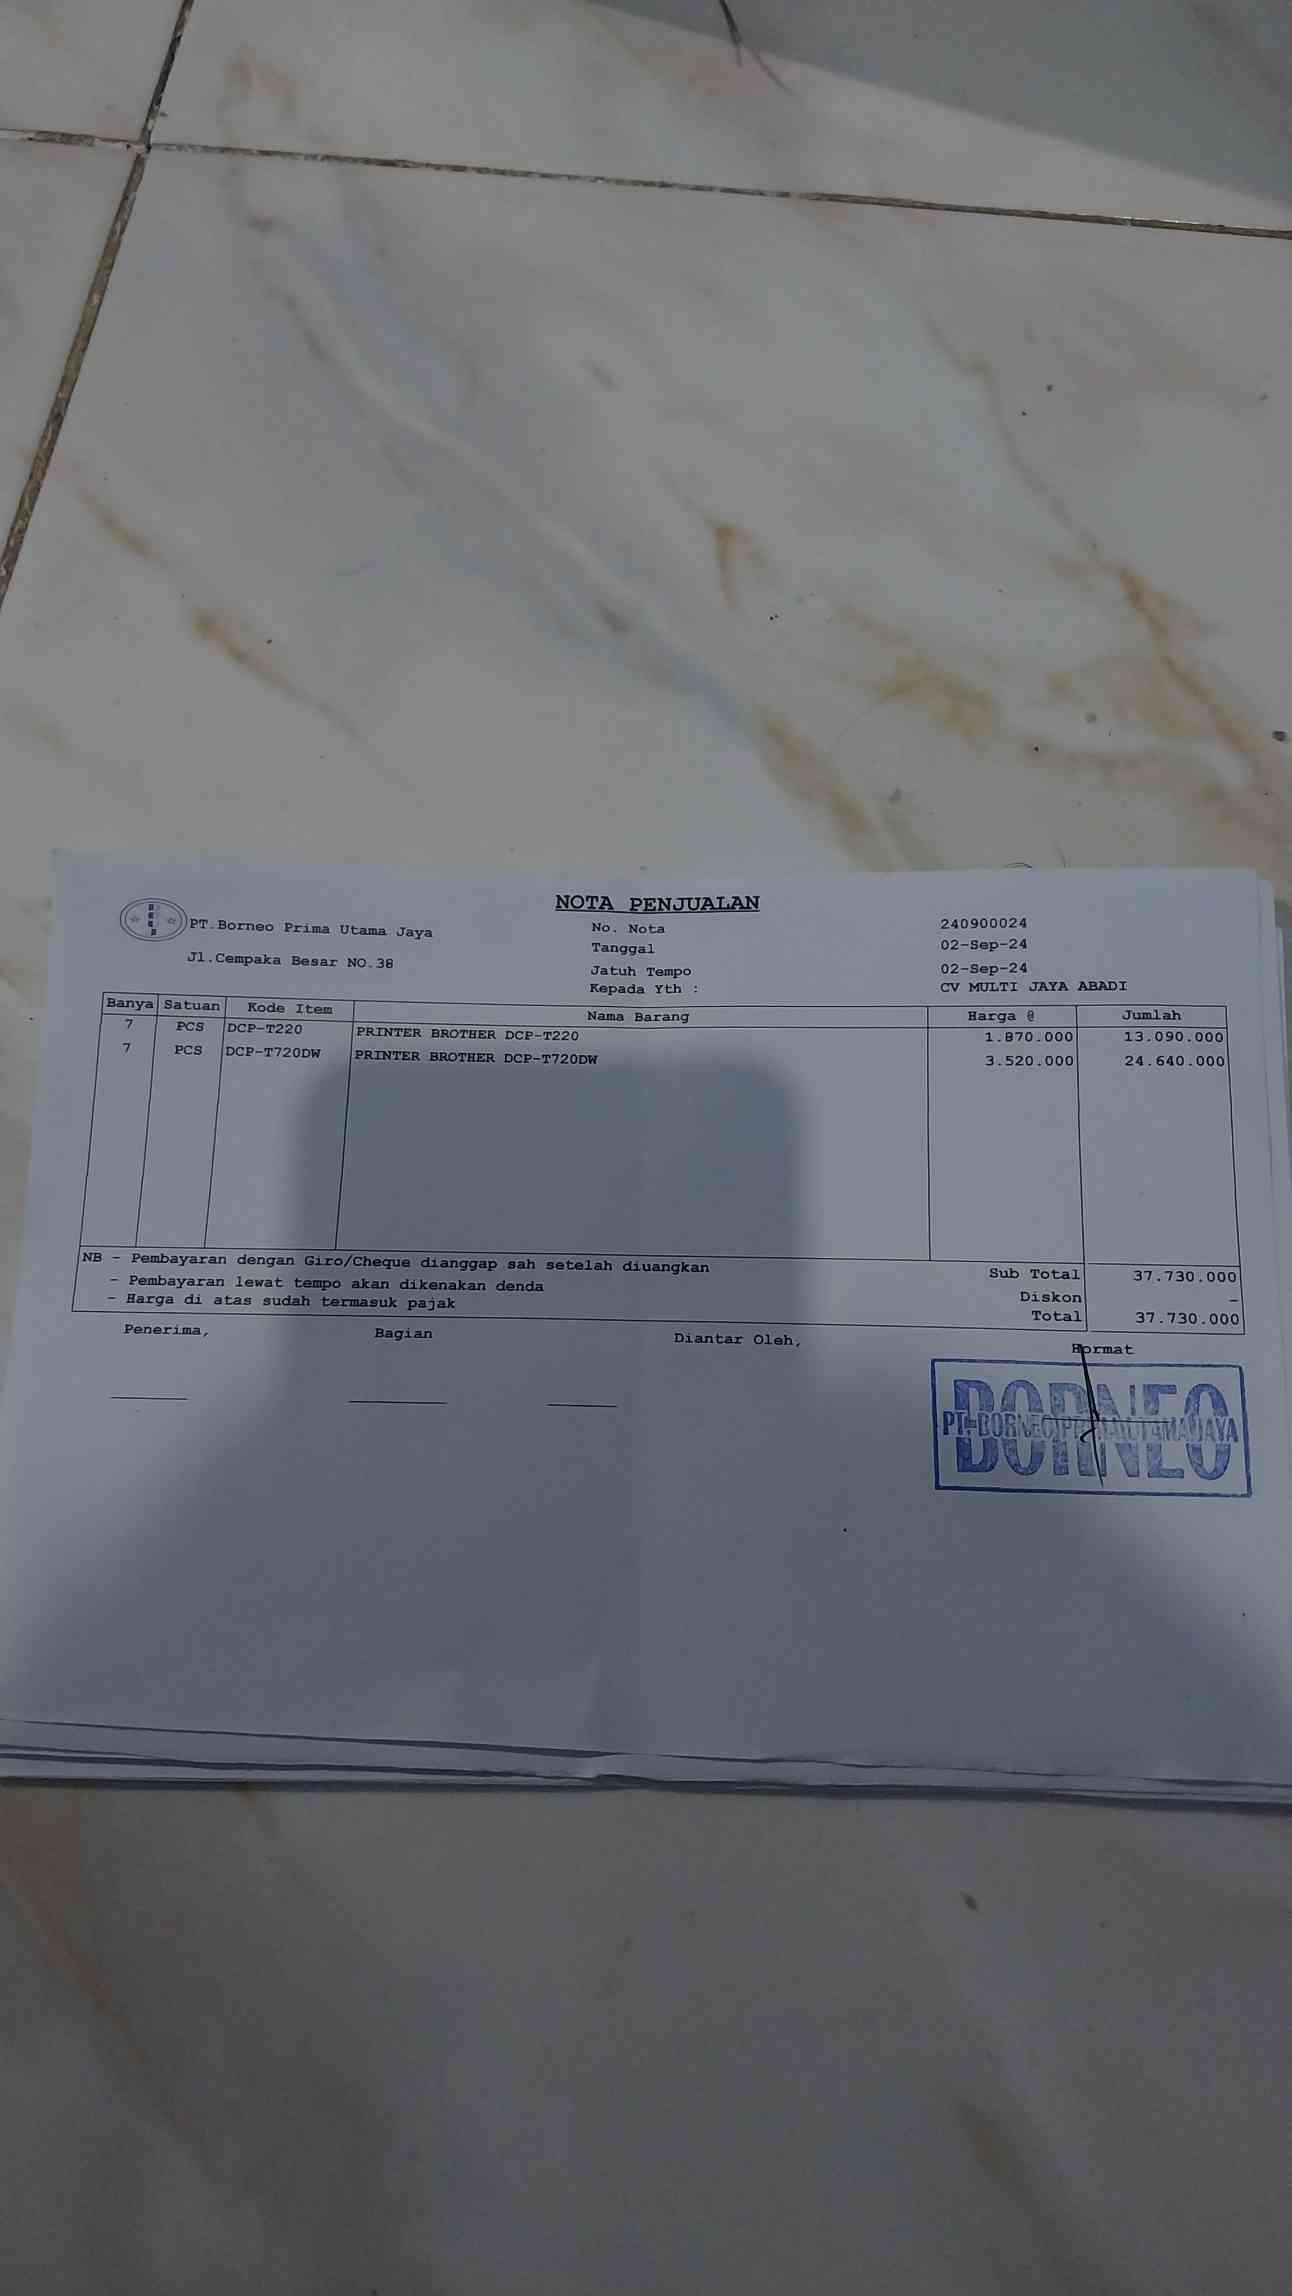 NOTA PENJUALAN
PT.Borneo Prima Utama Jaya
Jl.Cempaka Besar NO.38
No. Nota 240900024
Tanggal 02-Sep-24
Jatuh Tempo 02-Sep-24
Kepada Yth : CV MULTI JAYA ABADI
Banya Satuan Kode Item Nama Barang Harga @ Jumlah
7 PCS DCP-T220 PRINTER BROTHER DCP-T220 1.870.000 13.090.000
7 PCS DCP-T720DW PRINTER BROTHER DCP-T720DW 3.520.000 24.640.000
NB - Pembayaran dengan Giro/Cheque dianggap sah setelah diuangkan
- Pembayaran lewat tempo akan dikenakan denda
- Harga di atas sudah termasuk pajak
Sub Total 37.730.000
Diskon -
Total 37.730.000
Penerima, Bagian Diantar Oleh, Hormat
BORNEO
PT. BORNEO PRIMA UTAMA JAYA